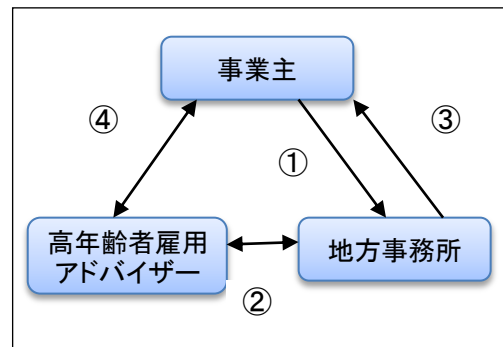 事業主
④
③
①
高年齢者雇用
アドバイザー
地方事務所
②